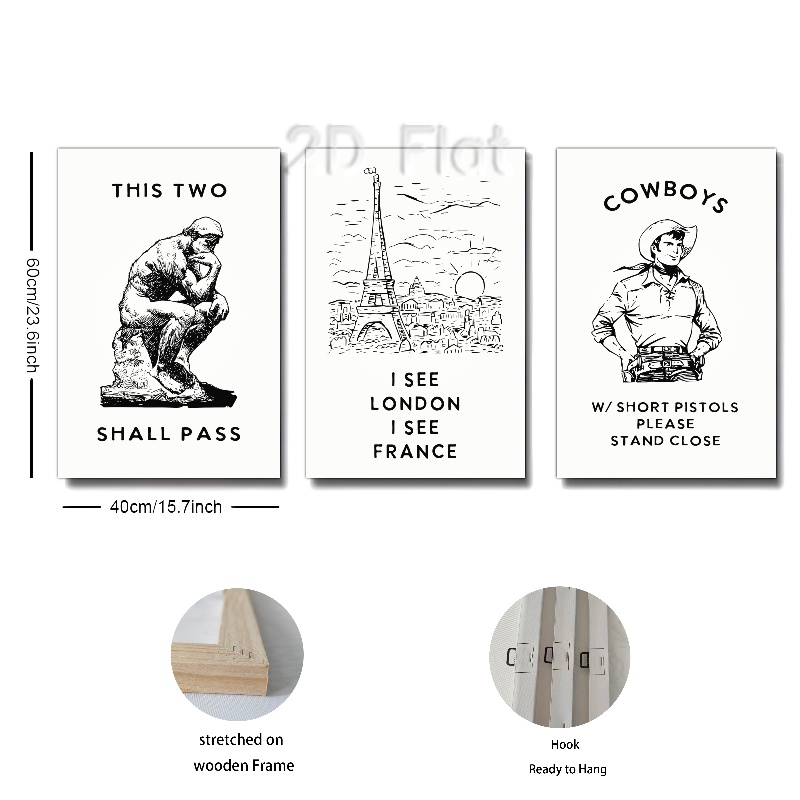 2D Flat
THIS TWO
SHALL PASS
I SEE
LONDON
I SEE
FRANCE
COWBOYS
W/ SHORT PISTOLS
PLEASE
STAND CLOSE
60cm/23.6inch
40cm/15.7inch
stretched on
wooden Frame
Hook
Ready to Hang